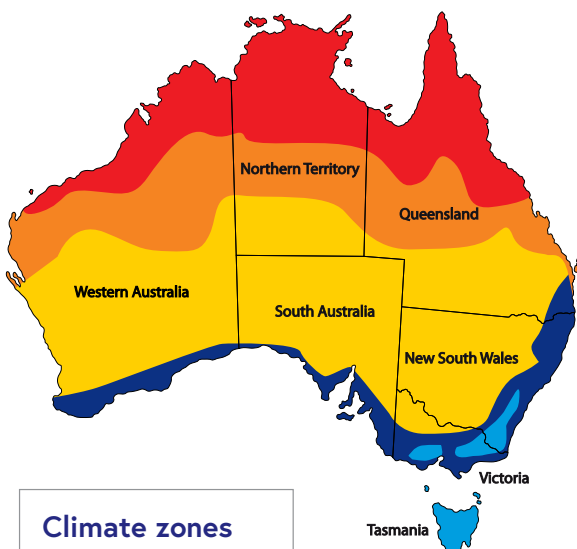 Northern Territory
Queensland
Western Australia
South Australia
New South Wales
Victoria
Tasmania
Climate zones